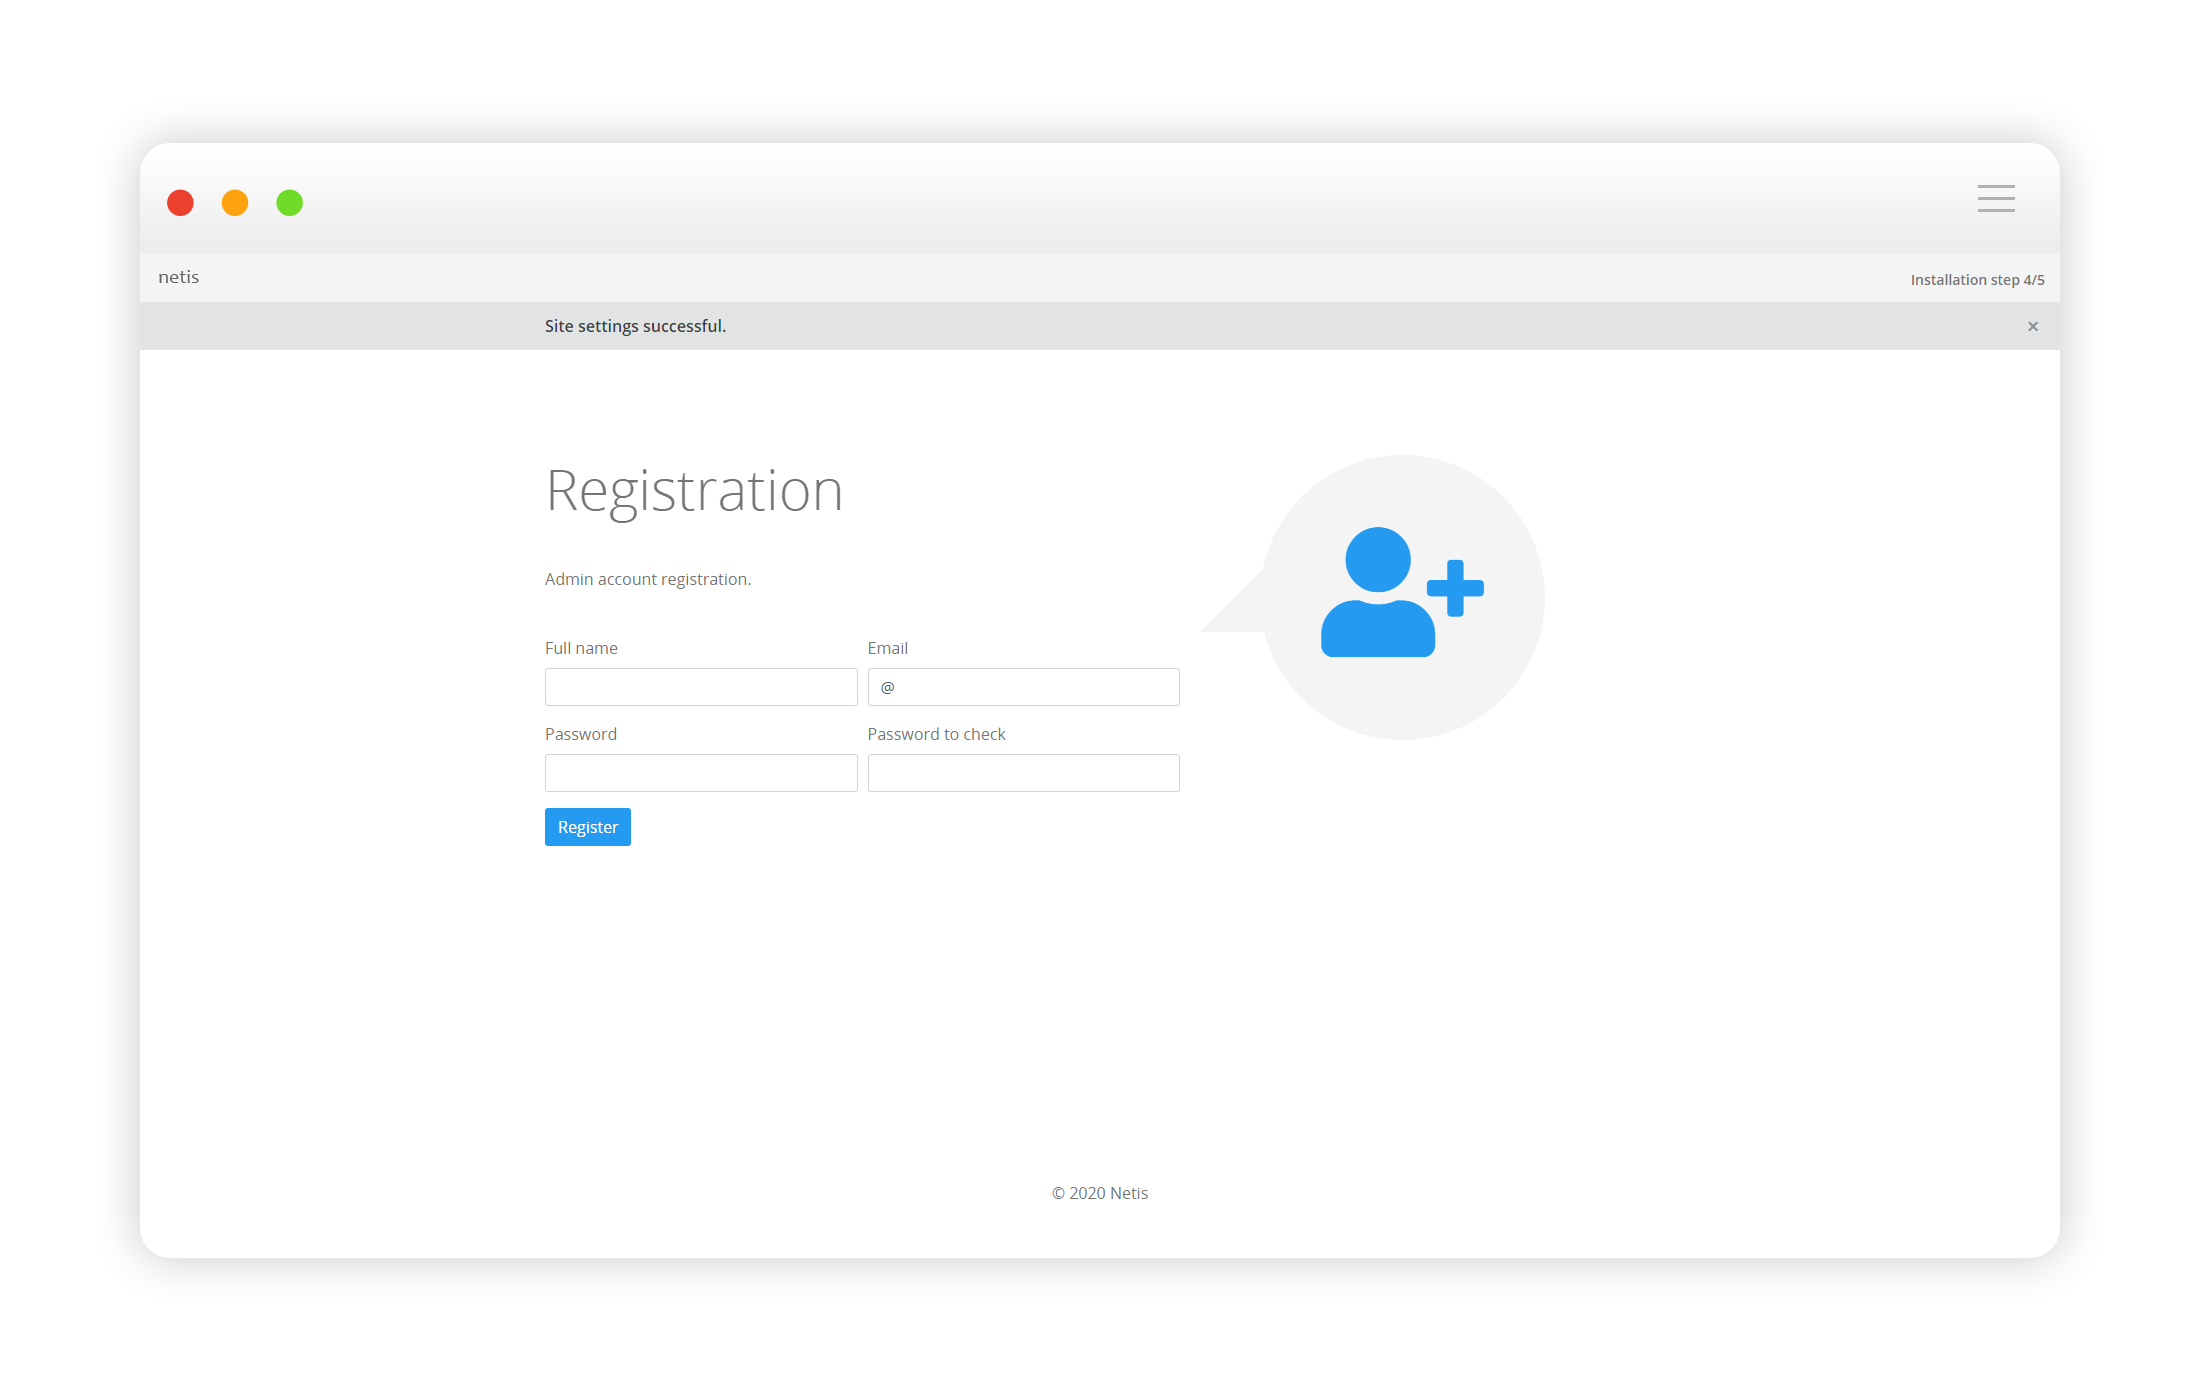 netis
Installation step 4/5
Site settings successful.
×
Registration
Admin account registration.
Full name
Email
@
Password
Password to check
Register
© 2020 Netis